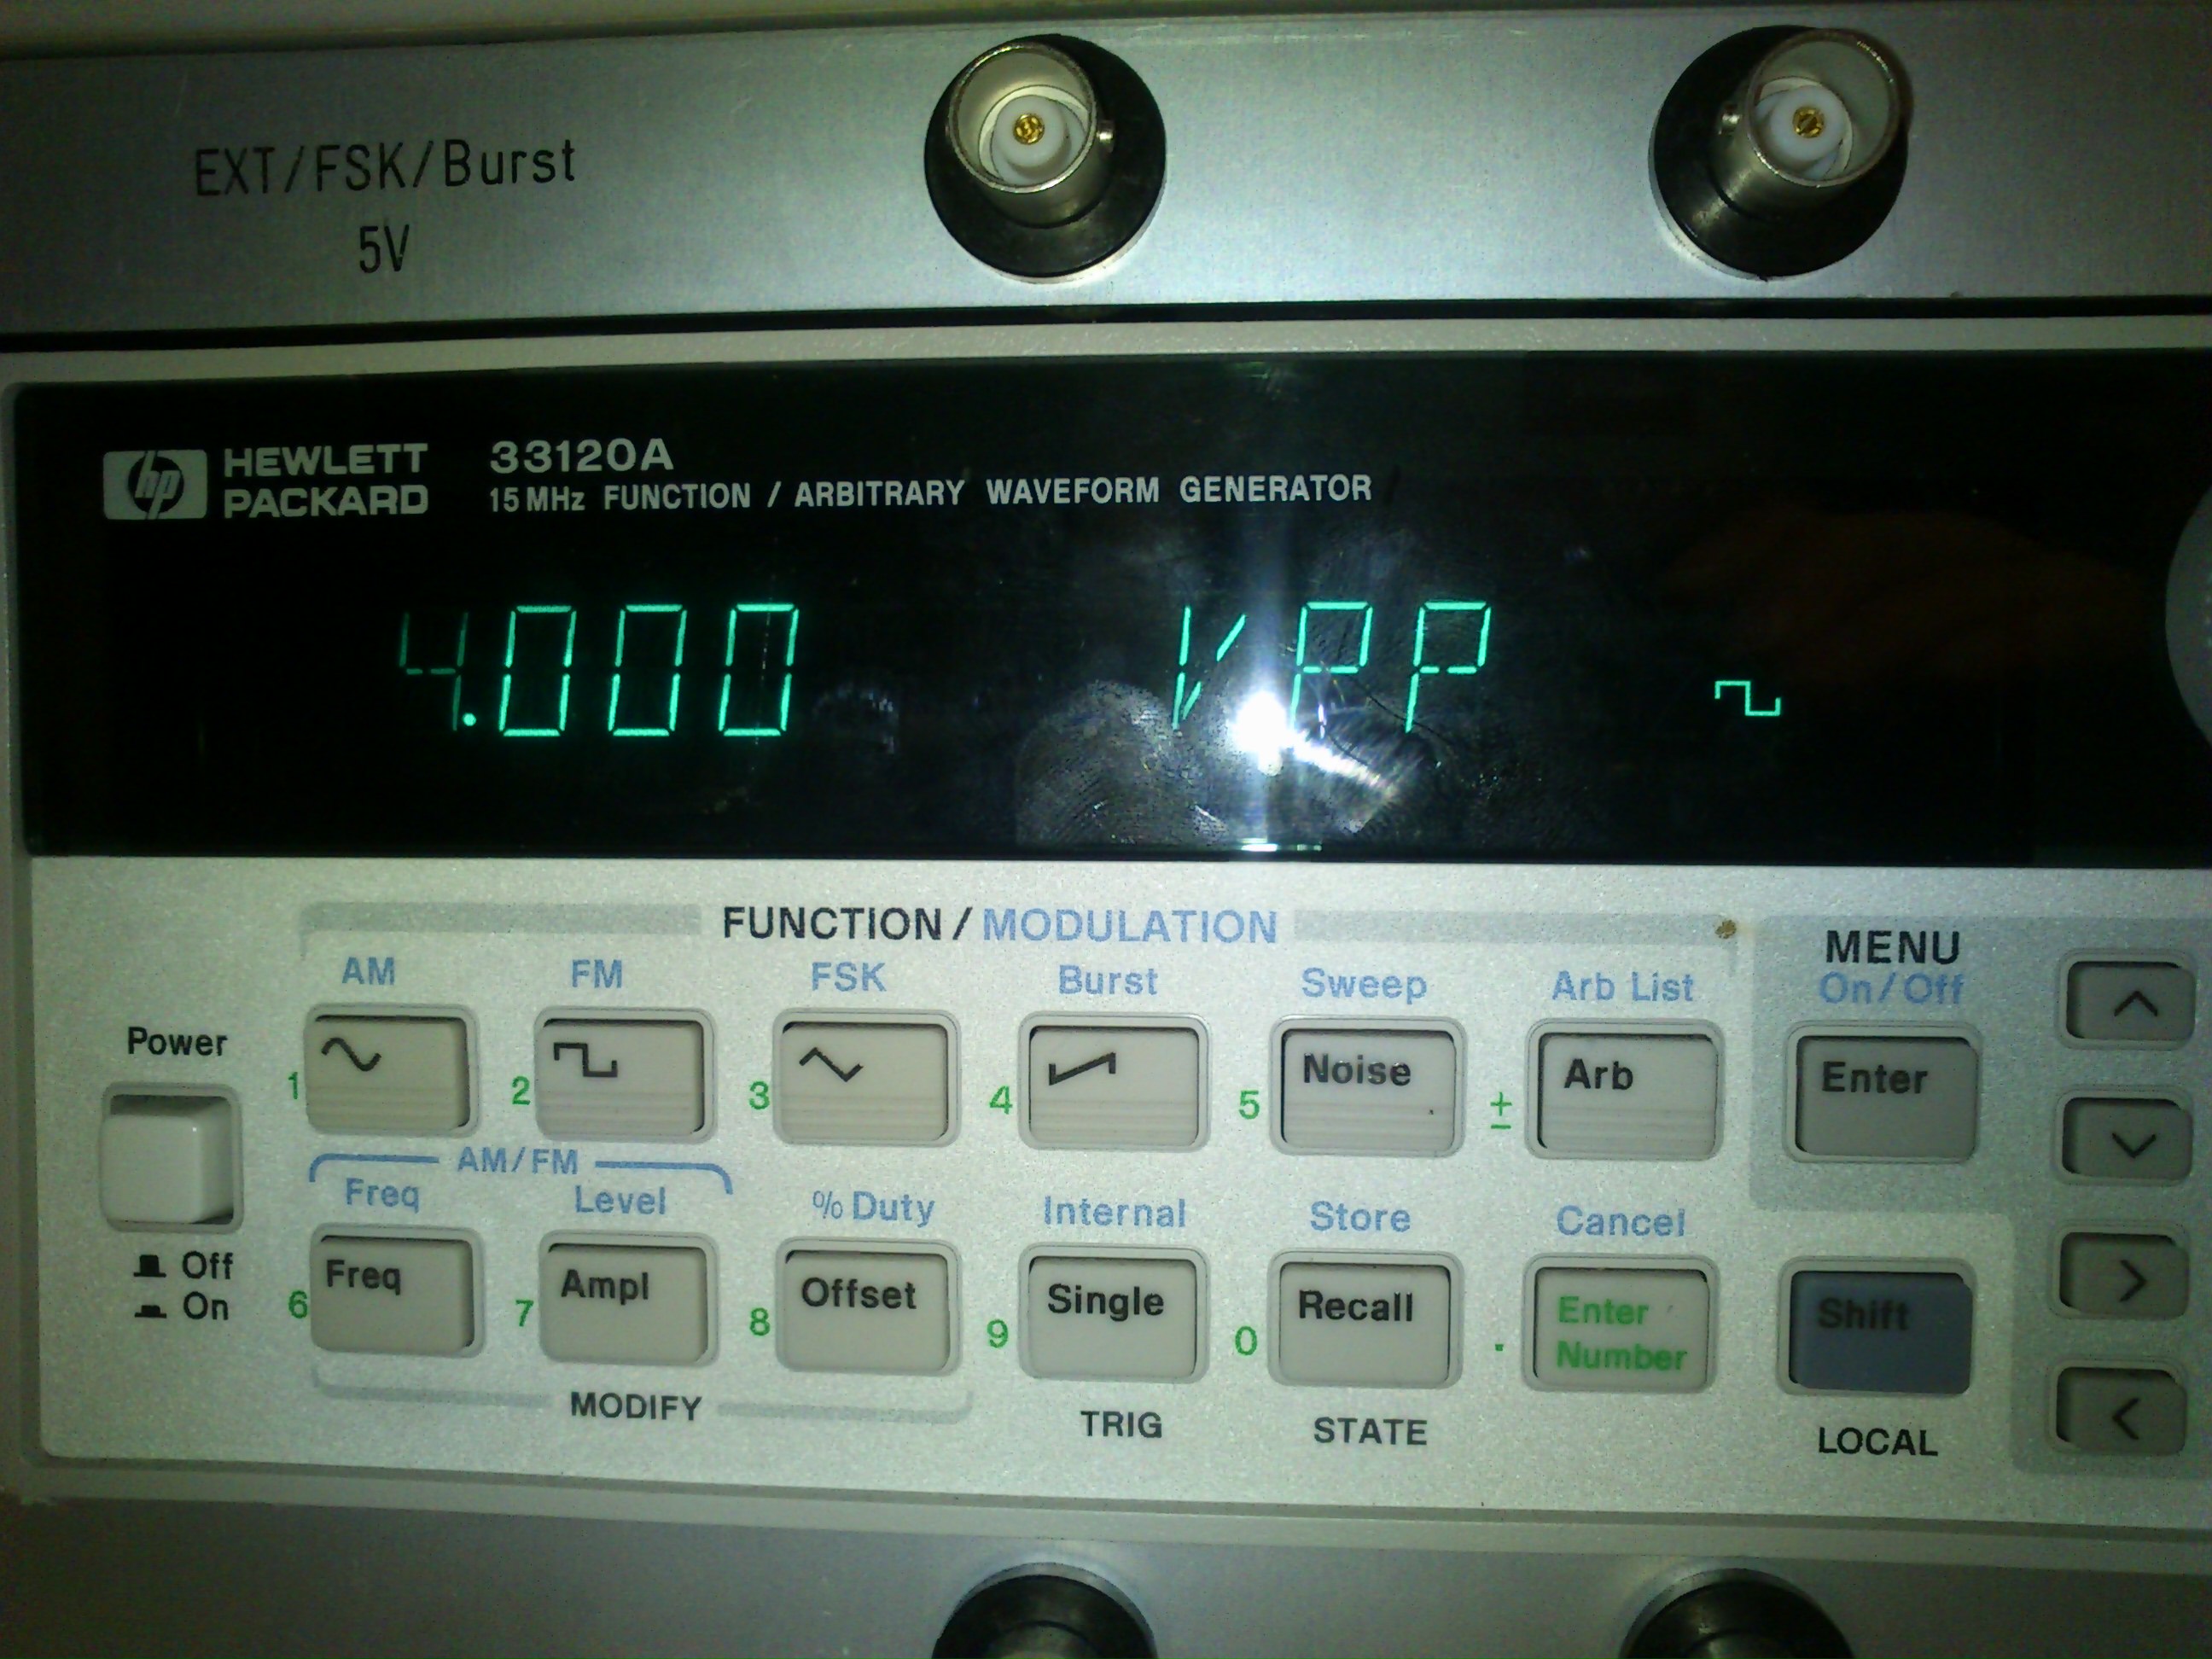 EXT/FSK/Burst
5V
hp HEWLETT PACKARD
33120A
15 MHz FUNCTION / ARBITRARY WAVEFORM GENERATOR
4.000 VPP
FUNCTION / MODULATION
AM FM FSK Burst Sweep Arb List
MENU
On/Off
Power
1 2 3 4 5 Noise ± Arb Enter
AM/FM
Freq Level % Duty Internal Store Cancel
Off
On
6 Freq 7 Ampl 8 Offset 9 Single 0 Recall . Enter Number Shift
MODIFY
TRIG
STATE
LOCAL